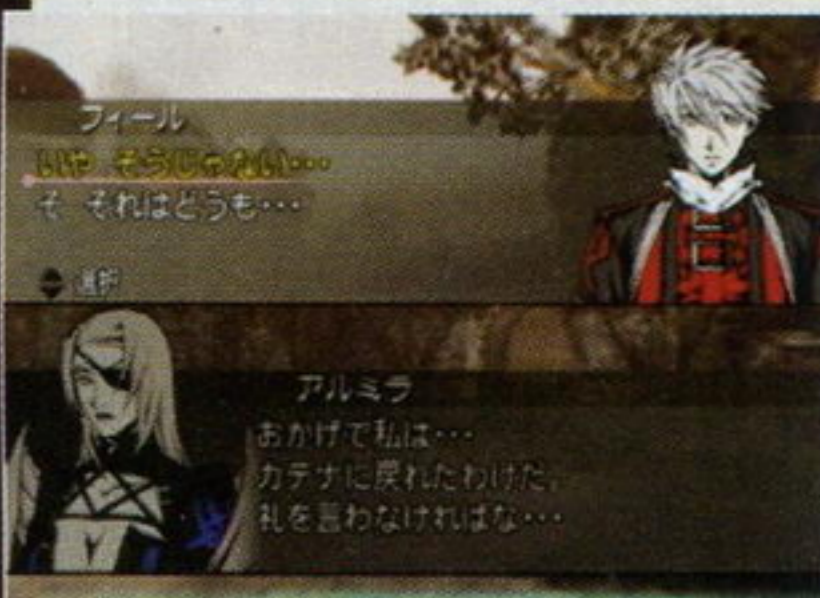 フィール
いや そうじゃない・・・
そ それはどうも・・・
選択
アルミラ
おかげで私は・・・
カテナに戻れたわけだ。
礼を言わなければな・・・